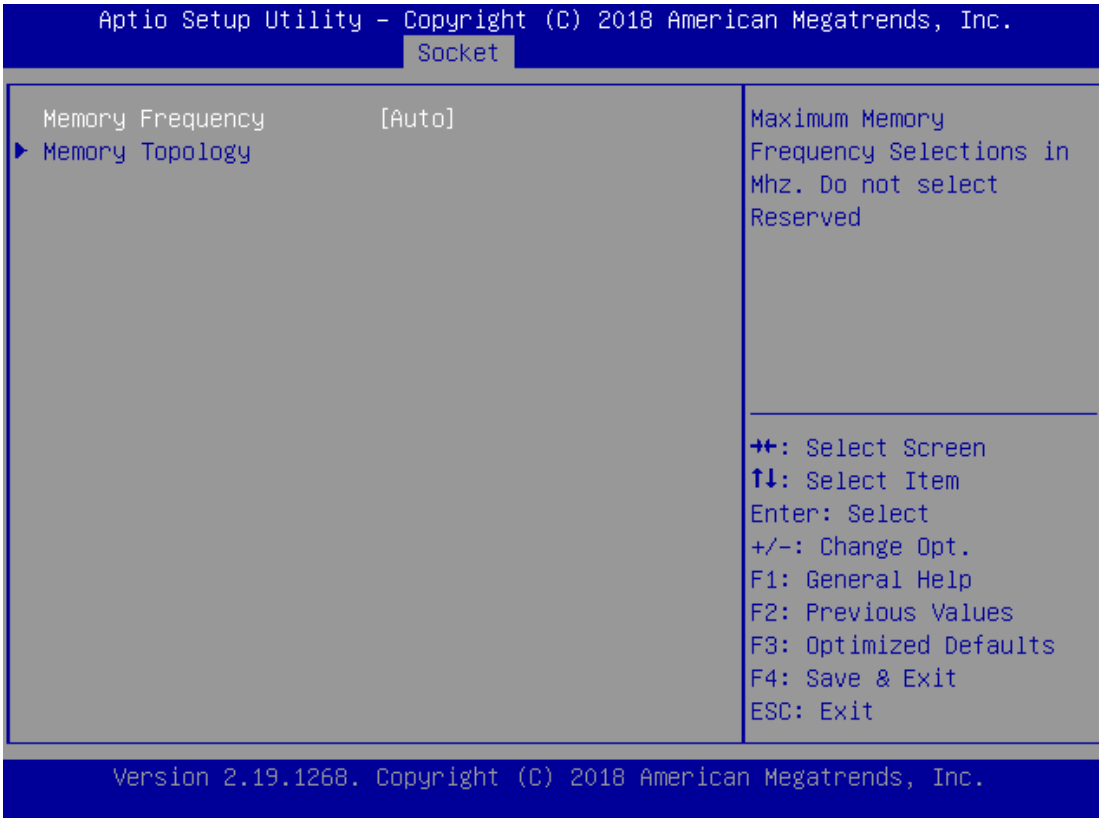 Aptio Setup Utility – Copyright (C) 2018 American Megatrends, Inc.
Socket
Memory Frequency [Auto]
▶ Memory Topology
Maximum Memory
Frequency Selections in
Mhz. Do not select
Reserved
→←: Select Screen
↑↓: Select Item
Enter: Select
+/-: Change Opt.
F1: General Help
F2: Previous Values
F3: Optimized Defaults
F4: Save & Exit
ESC: Exit
Version 2.19.1268. Copyright (C) 2018 American Megatrends, Inc.